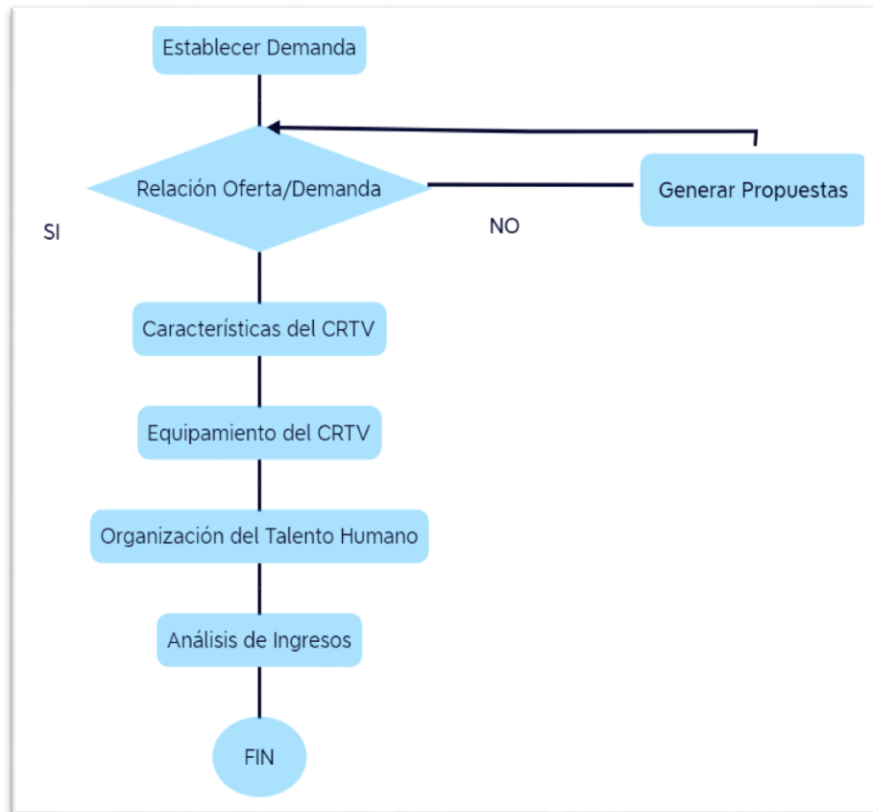 Establecer Demanda
Relación Oferta/Demanda
Generar Propuestas
SI
NO
Características del CRTV
Equipamiento del CRTV
Organización del Talento Humano
Análisis de Ingresos
FIN